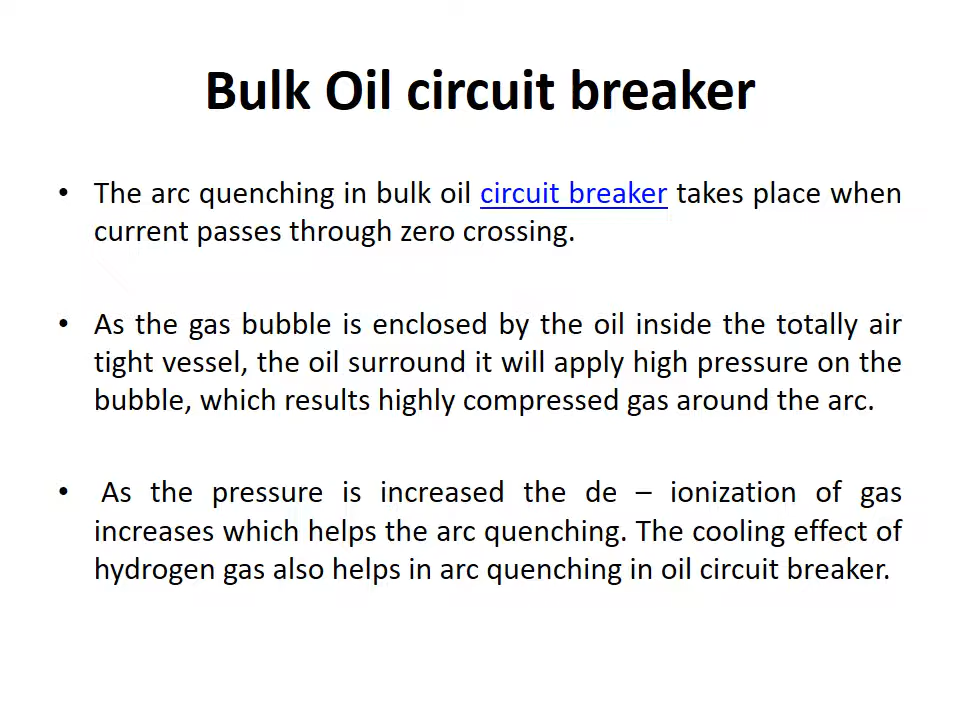 Bulk Oil circuit breaker
• The arc quenching in bulk oil circuit breaker takes place when
current passes through zero crossing.
• As the gas bubble is enclosed by the oil inside the totally air
tight vessel, the oil surround it will apply high pressure on the
bubble, which results highly compressed gas around the arc.
• As the pressure is increased the de – ionization of gas
increases which helps the arc quenching. The cooling effect of
hydrogen gas also helps in arc quenching in oil circuit breaker.